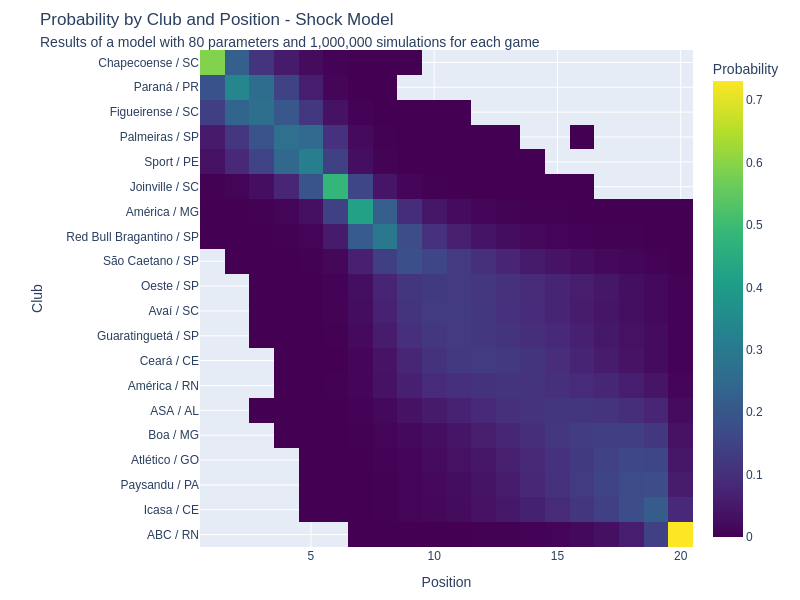 Probability by Club and Position - Shock Model
Results of a model with 80 parameters and 1,000,000 simulations for each game
Probability
Chapecoense / SC
Paraná / PR
Figueirense / SC
Palmeiras / SP
Sport / PE
Joinville / SC
América / MG
Red Bull Bragantino / SP
São Caetano / SP
Oeste / SP
Avaí / SC
Guaratinguetá / SP
Ceará / CE
América / RN
ASA / AL
Boa / MG
Atlético / GO
Paysandu / PA
Icasa / CE
ABC / RN
Club
5
10
15
20
Position
0.7
0.6
0.5
0.4
0.3
0.2
0.1
0